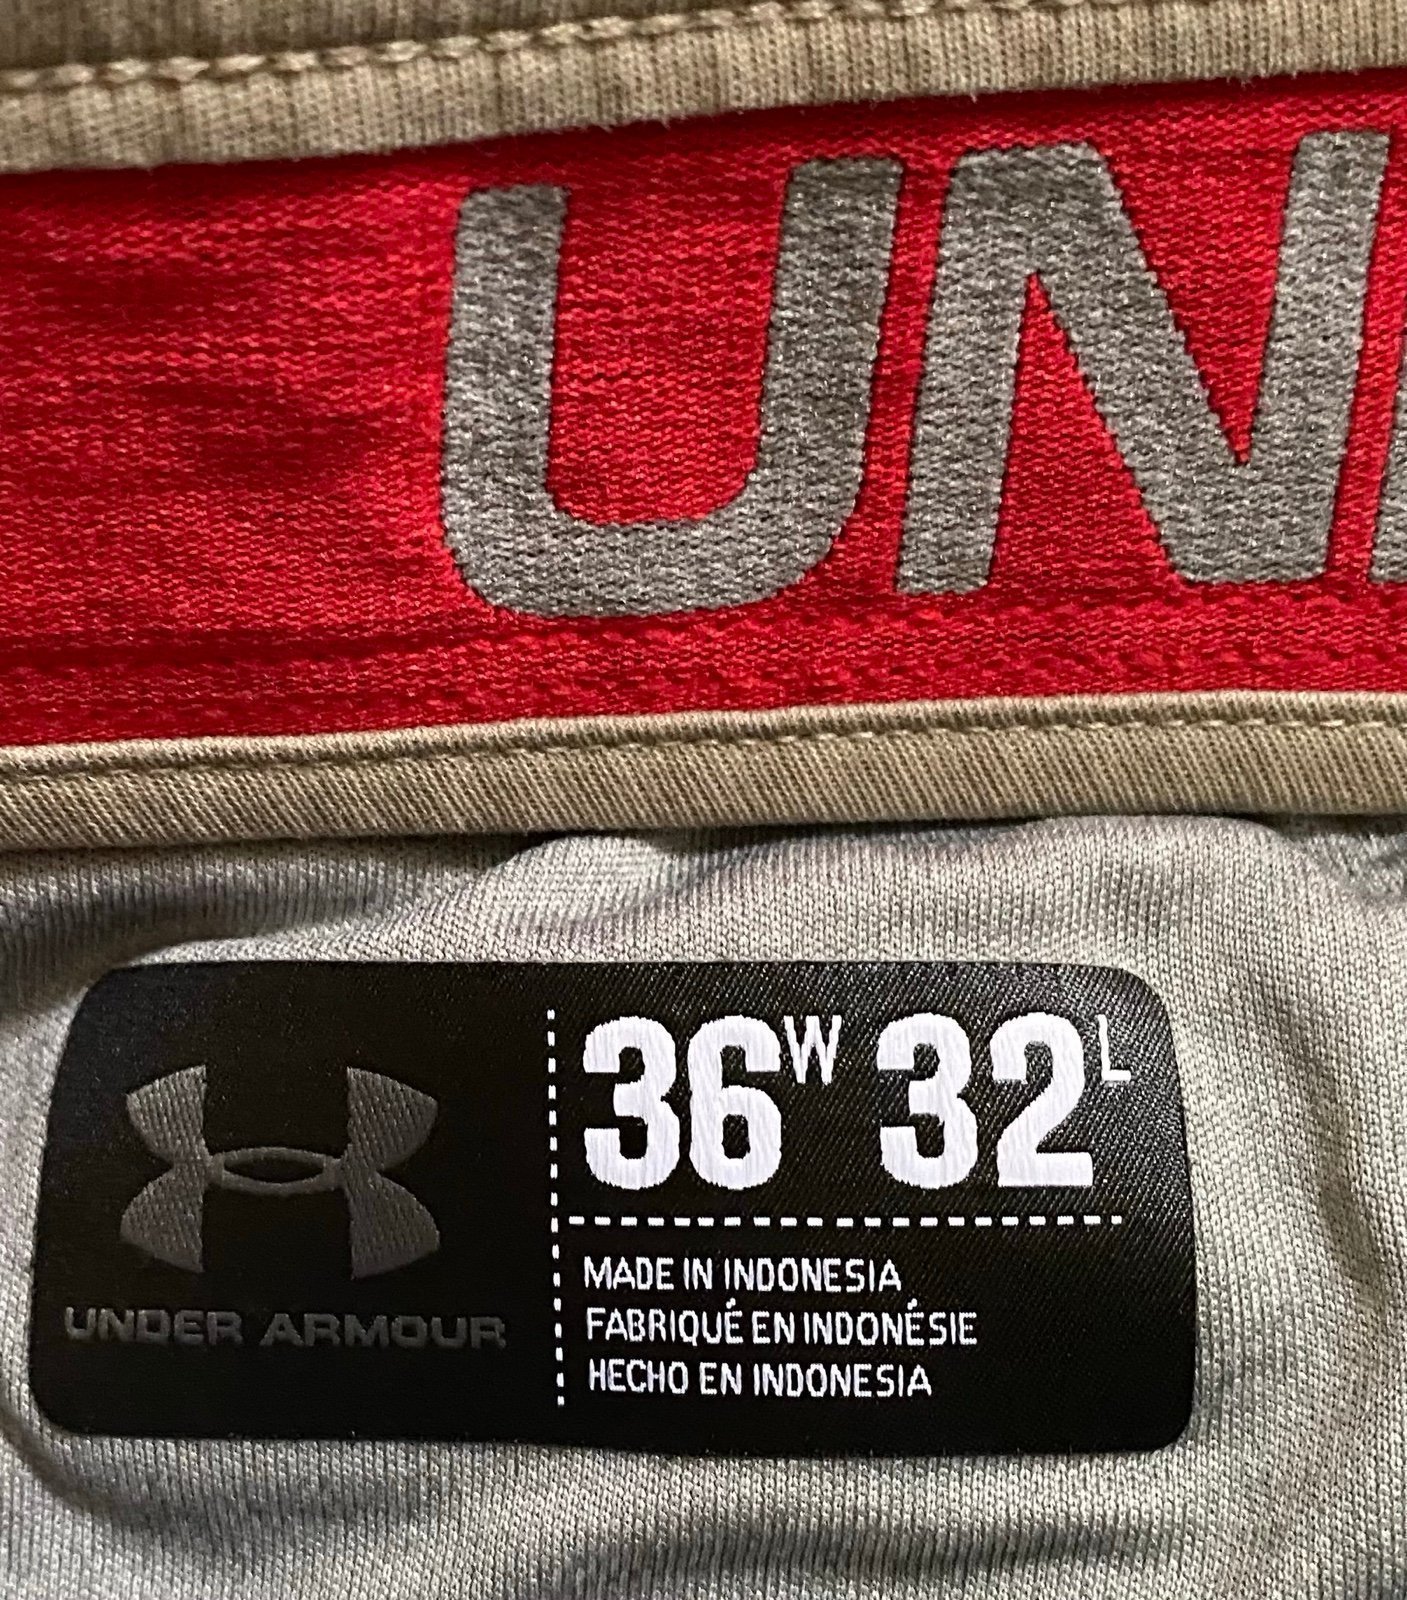 UN
36W 32L
MADE IN INDONESIA
FABRIQUÉ EN INDONÉSIE
HECHO EN INDONESIA
UNDER ARMOUR